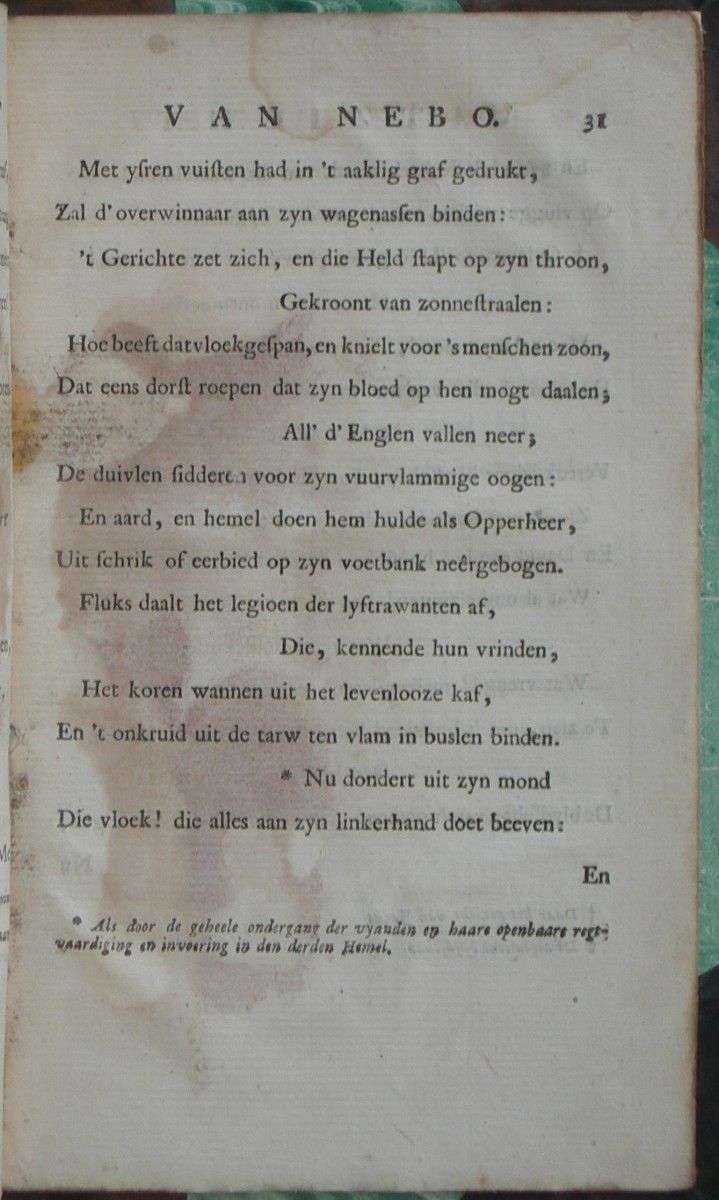 VAN NEBO. 31
Met yſren vuiſten had in 't aaklig graf gedrukt,
Zal d'overwinnaar aan zyn wagenaſſen binden:
't Gerichte zet zich, en die Held ſtapt op zyn throon,
Gekroont van zonneſtraalen:
Hoe beeft dat vloekgeſpan, en knielt voor 's menſchen zoon,
Dat eens dorſt roepen dat zyn bloed op hen mogt daalen;
All' d' Englen vallen neer;
De duivlen ſidderen voor zyn vuurvlammige oogen:
En aard, en hemel doen hem hulde als Opperheer,
Uit ſchrik of eerbied op zyn voetbank neêrgebogen.
Fluks daalt het legioen der lyftrawanten af,
Die, kennende hun vrinden,
Het koren wannen uit het levenlooze kaf,
En 't onkruid uit de tarw ten vlam in buslen binden.
* Nu dondert uit zyn mond
Die vloek! die alles aan zyn linkerhand doet beeven:
En
* Als door de geheele ondergang der vyanden en haare openbaare regt-
vaardiging en invoering in den derden Hemel.